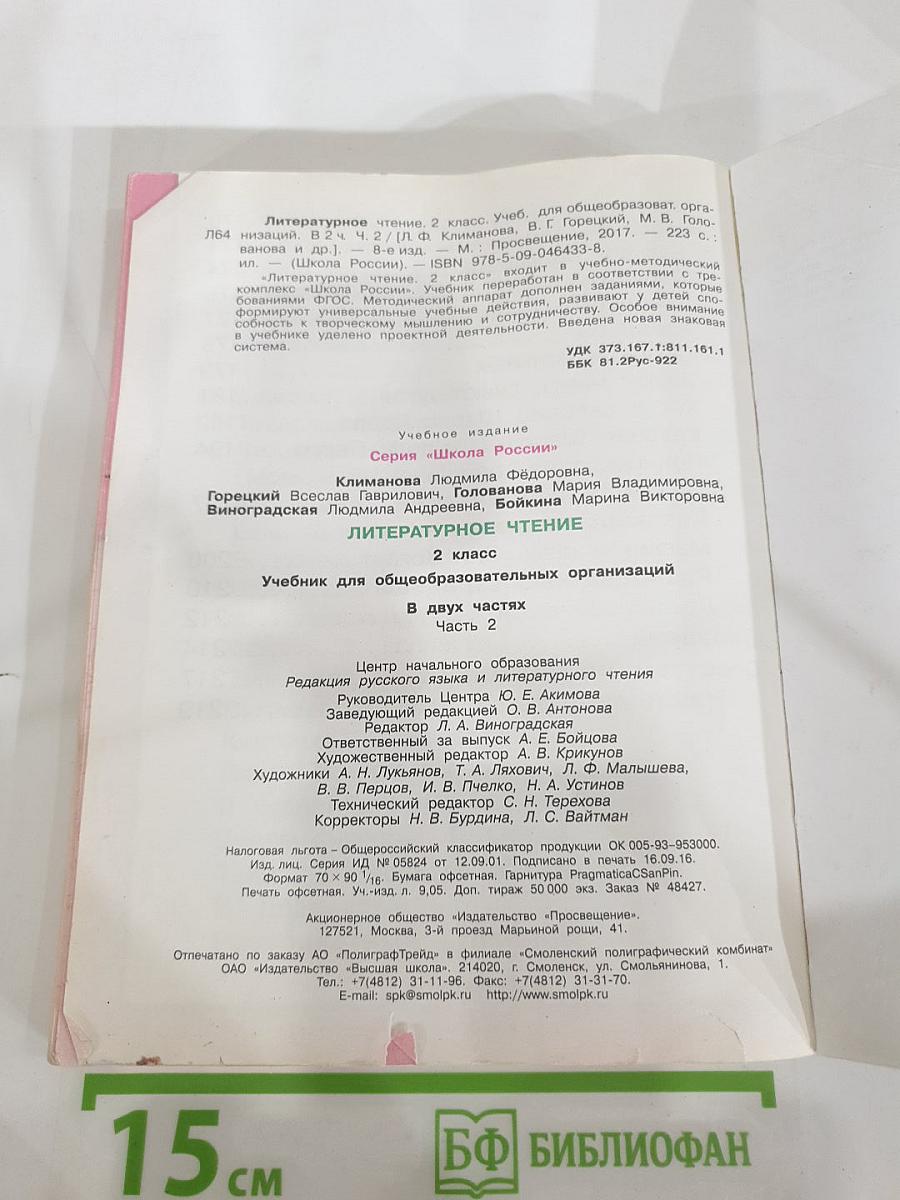 Литературное чтение. 2 класс. Учеб. для общеобразоват. орга-
Л64 низаций. В 2 ч. Ч. 2 / [Л. Ф. Климанова, В. Г. Горецкий, М. В. Голо-
ванова и др.]. — 8-е изд. — М. : Просвещение, 2017. — 223 с. :
ил. — (Школа России). — ISBN 978-5-09-046433-8.
«Литературное чтение. 2 класс» входит в учебно-методический
комплекс «Школа России». Учебник переработан в соответствии с тре-
бованиями ФГОС. Методический аппарат дополнен заданиями, которые
формируют универсальные учебные действия, развивают у детей спо-
собность к творческому мышлению и сотрудничеству. Особое внимание
в учебнике уделено проектной деятельности. Введена новая знаковая
система.
УДК 373.167.1:811.161.1
ББК 81.2Рус-922
Учебное издание
Серия «Школа России»
Климанова Людмила Фёдоровна,
Горецкий Всеслав Гаврилович, Голованова Мария Владимировна,
Виноградская Людмила Андреевна, Бойкина Марина Викторовна
ЛИТЕРАТУРНОЕ ЧТЕНИЕ
2 класс
Учебник для общеобразовательных организаций
В двух частях
Часть 2
Центр начального образования
Редакция русского языка и литературного чтения
Руководитель Центра Ю. Е. Акимова
Заведующий редакцией О. В. Антонова
Редактор Л. А. Виноградская
Ответственный за выпуск А. Е. Бойцова
Художественный редактор А. В. Крикунов
Художники А. Н. Лукьянов, Т. А. Ляхович, Л. Ф. Малышева,
В. В. Перцов, И. В. Пчелко, Н. А. Устинов
Технический редактор С. Н. Терехова
Корректоры Н. В. Бурдина, Л. С. Вайтман
Налоговая льгота – Общероссийский классификатор продукции ОК 005-93–953000.
Изд. лиц. Серия ИД № 05824 от 12.09.01. Подписано в печать 16.09.16.
Формат 70 × 90 1/16. Бумага офсетная. Гарнитура PragmaticaCSanPin.
Печать офсетная. Уч.-изд. л. 9,05. Доп. тираж 50 000 экз. Заказ № 48427.
Акционерное общество «Издательство «Просвещение».
127521, Москва, 3-й проезд Марьиной рощи, 41.
Отпечатано по заказу АО «ПолиграфТрейд» в филиале «Смоленский полиграфический комбинат»
ОАО «Издательство «Высшая школа». 214020, г. Смоленск, ул. Смольянинова, 1.
Тел.: +7(4812) 31-11-96. Факс: +7(4812) 31-31-70.
E-mail: spk@smolpk.ru http://www.smolpk.ru
15 см
БФ БИБЛИОФАН